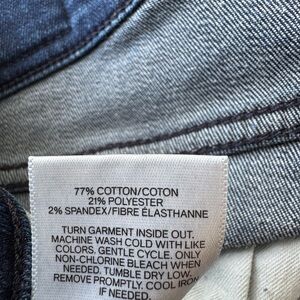 77% COTTON/COTON
21% POLYESTER
2% SPANDEX/FIBRE ÉLASTHANNE
TURN GARMENT INSIDE OUT.
MACHINE WASH COLD WITH LIKE
COLORS. GENTLE CYCLE. ONLY
NON-CHLORINE BLEACH WHEN
NEEDED. TUMBLE DRY LOW.
REMOVE PROMPTLY. COOL IRON
IF NEEDED.